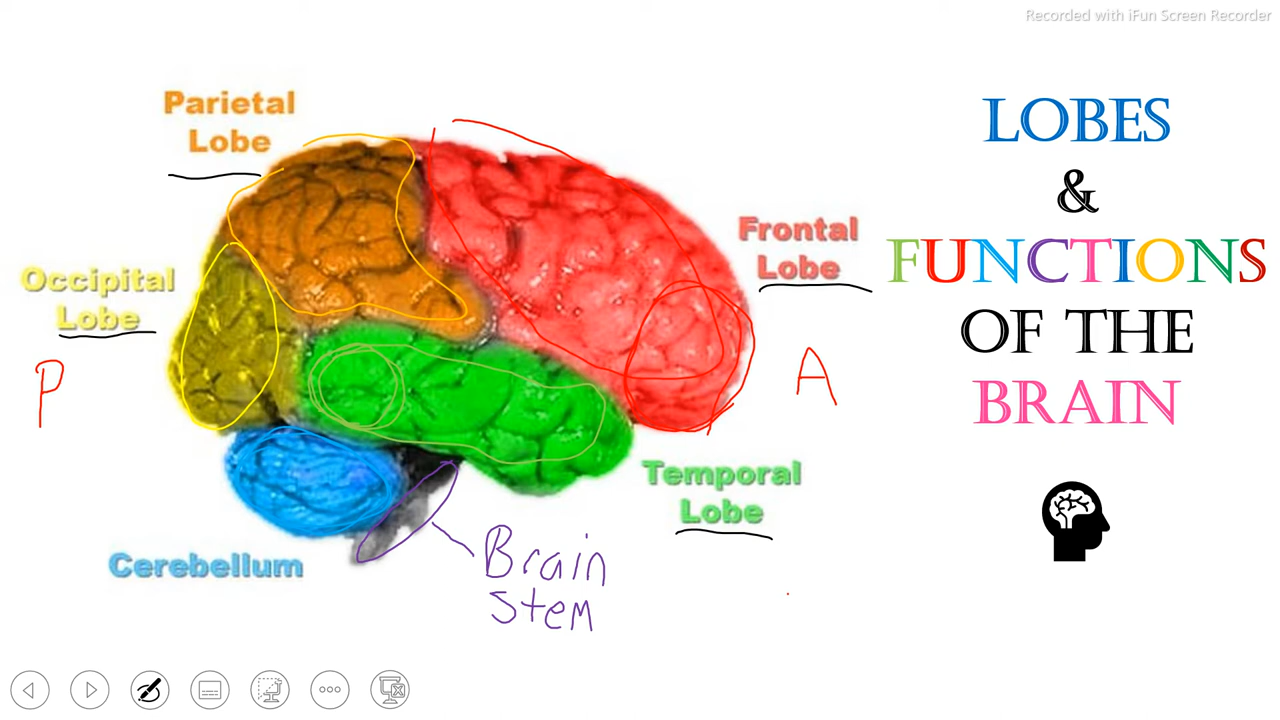 Recorded with iFun Screen Recorder
Parietal
Lobe
Occipital
Lobe
P
Frontal
Lobe
A
Temporal
Lobe
Cerebellum
Brain
stem
LOBES
&
FUNCTIONS
OF THE
BRAIN